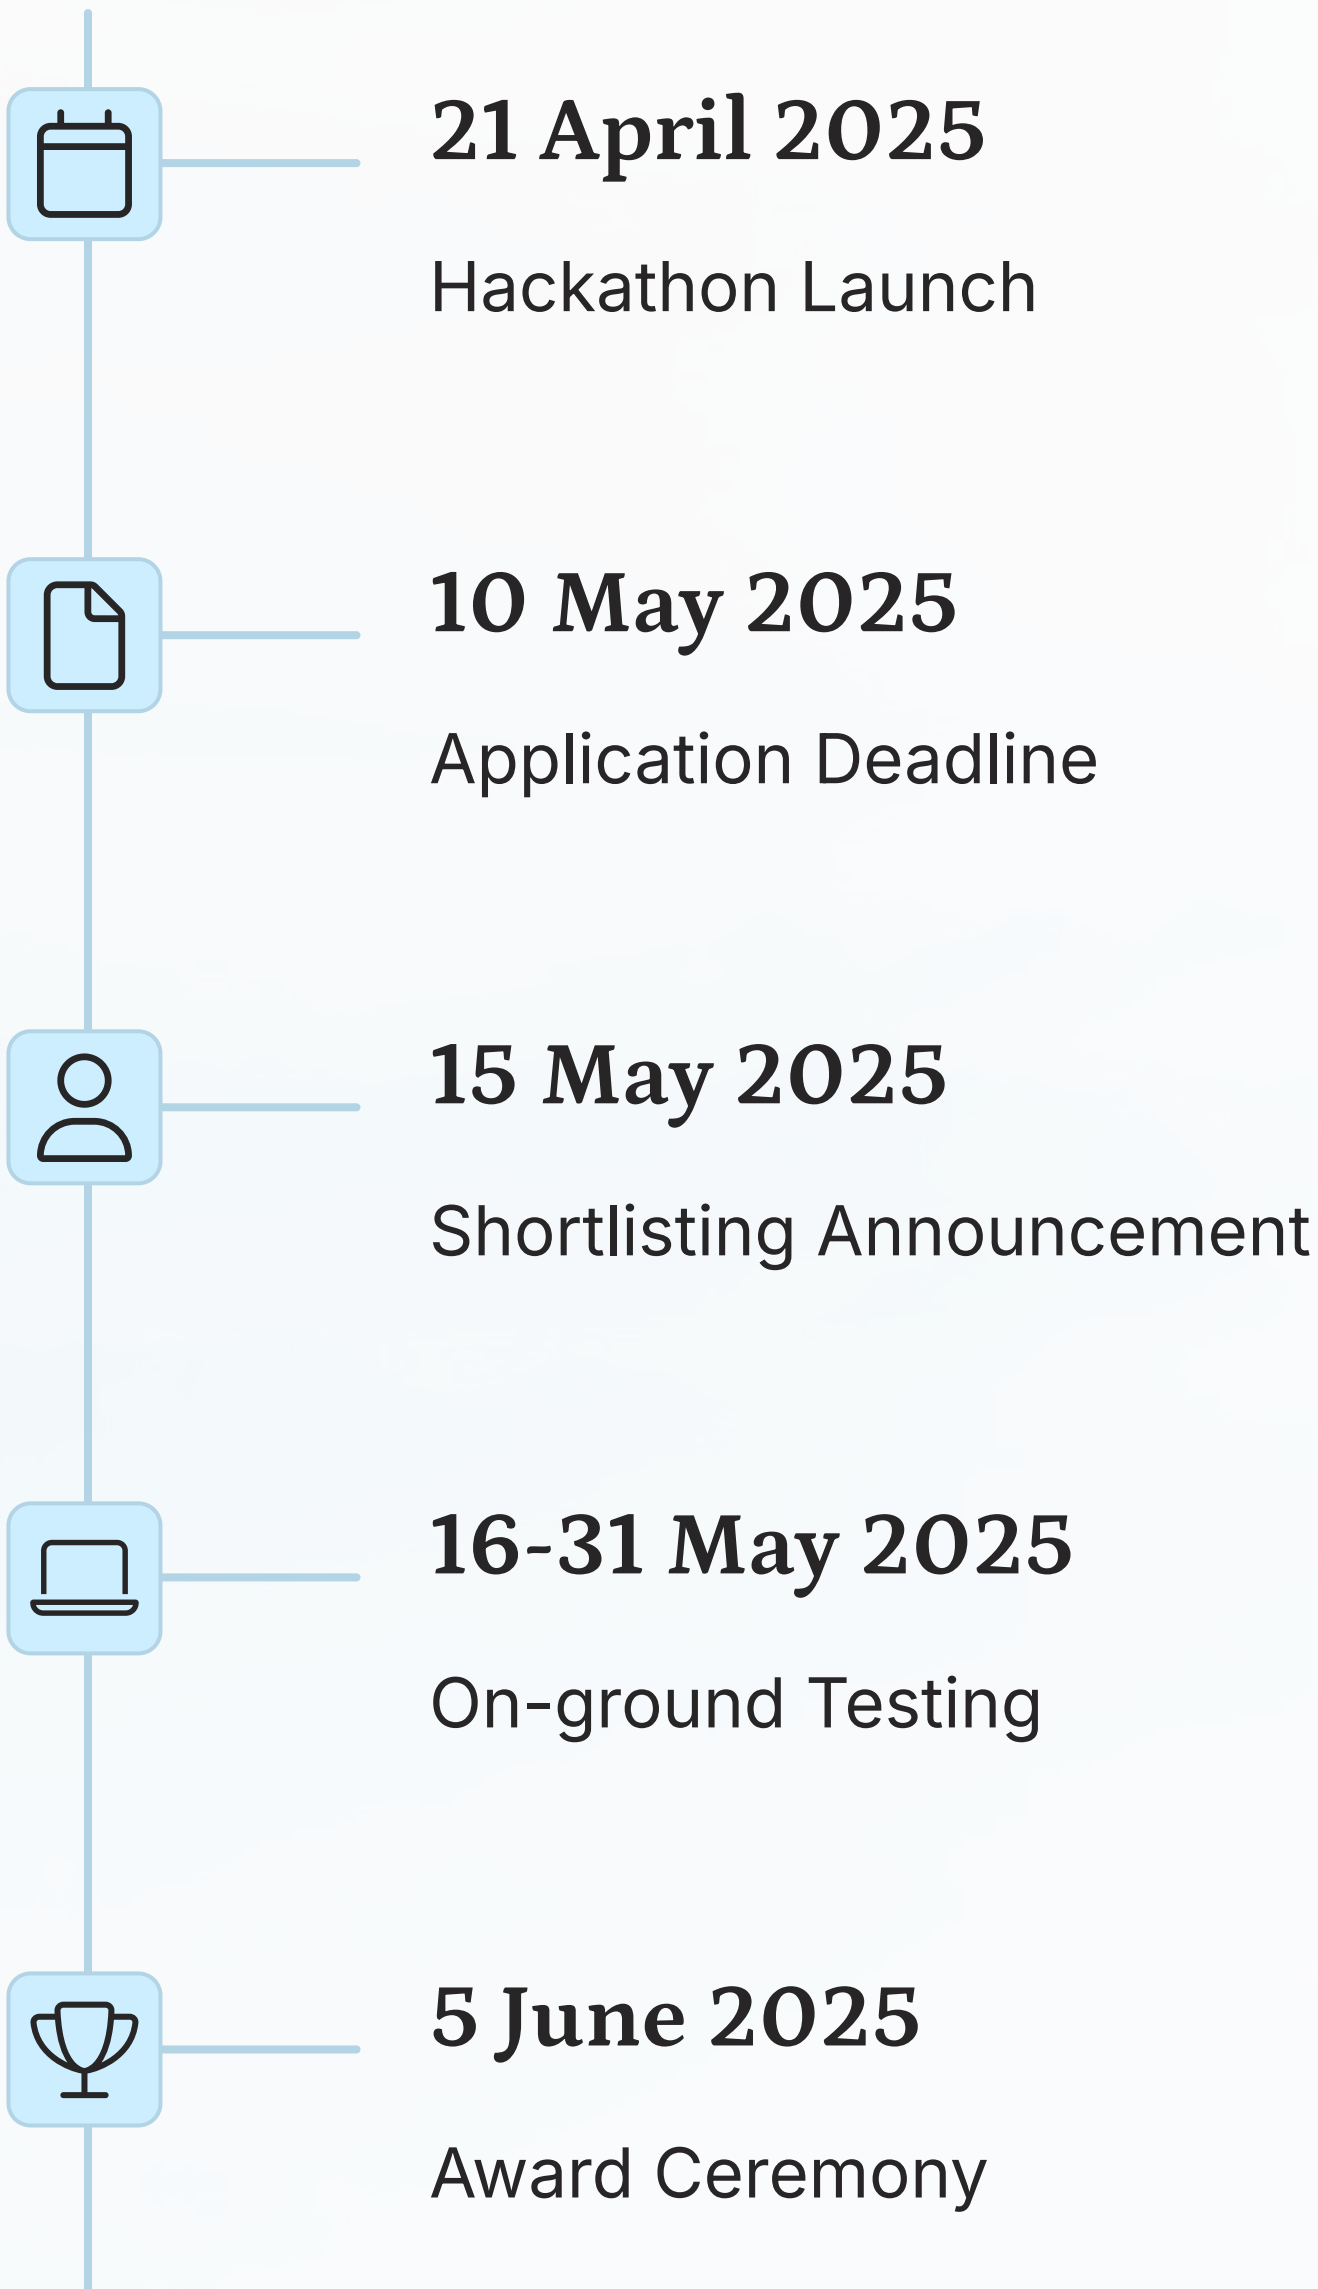 21 April 2025
Hackathon Launch
10 May 2025
Application Deadline
15 May 2025
Shortlisting Announcement
16-31 May 2025
On-ground Testing
5 June 2025
Award Ceremony